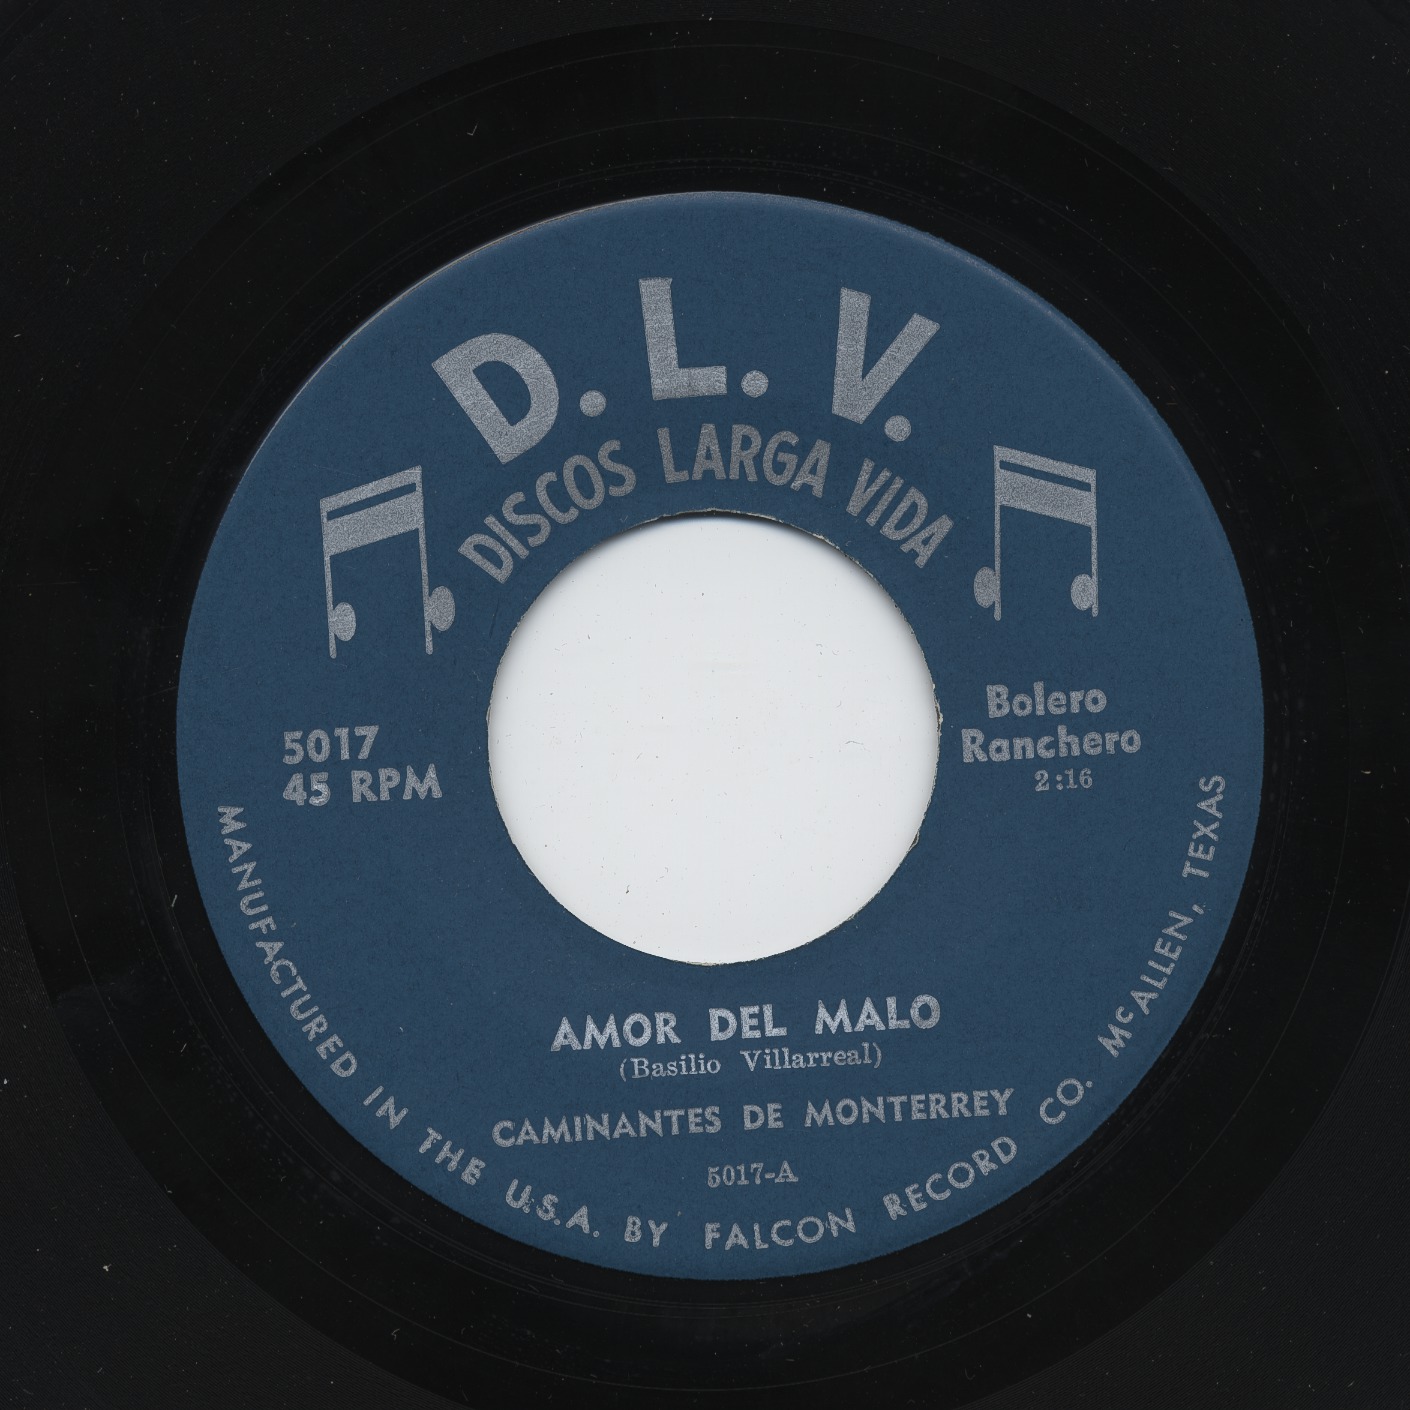 D. L. V.
DISCOS LARGA VIDA
5017
45 RPM
Bolero
Ranchero
2:16
AMOR DEL MALO
(Basilio Villarreal)
CAMINANTES DE MONTERREY
5017-A
MANUFACTURED IN THE U.S.A. BY FALCON RECORD CO. McALLEN, TEXAS